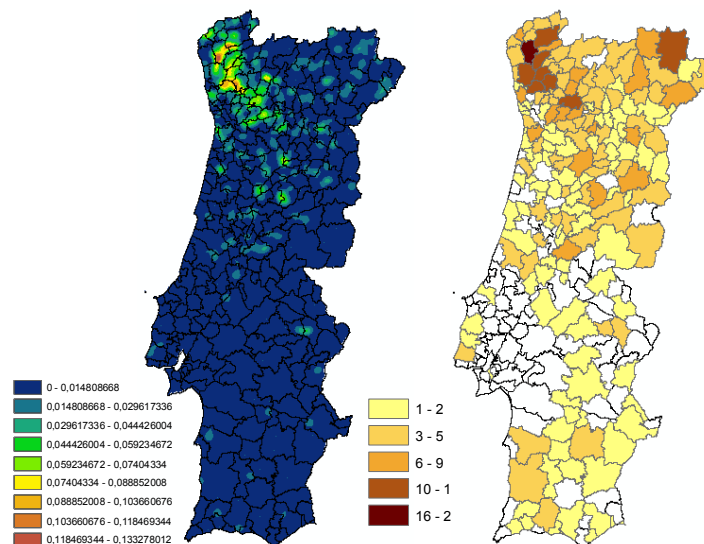 0 - 0,014808668
0,014808668 - 0,029617336
0,029617336 - 0,044426004
0,044426004 - 0,059234672
0,059234672 - 0,07404334
0,07404334 - 0,088852008
0,088852008 - 0,103660676
0,103660676 - 0,118469344
0,118469344 - 0,133278012
1 - 2
3 - 5
6 - 9
10 - 1
16 - 2